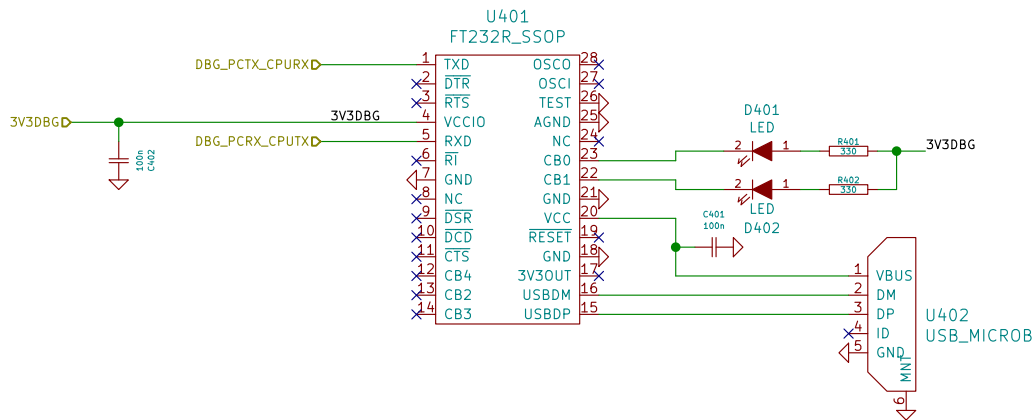 U401
FT232R_SSOP
DBG_PCTX_CPURX
3V3DBG
3V3DBG
DBG_PCRX_CPUTX
100n
C402
1 TXD
2 DTR
3 RTS
4 VCCIO
5 RXD
6 RI
7 GND
8 NC
9 DSR
10 DCD
11 CTS
12 CB4
13 CB2
14 CB3
OSCO 28
OSCI 27
TEST 26
AGND 25
NC 24
CB0 23
CB1 22
GND 21
VCC 20
RESET 19
GND 18
3V3OUT 17
USBDM 16
USBDP 15
D401
LED
2 1
R401
330
3V3DBG
2 1
R402
330
LED
D402
C401
100n
1 VBUS
2 DM
3 DP
4 ID
5 GND
MNT
6
U402
USB_MICROB